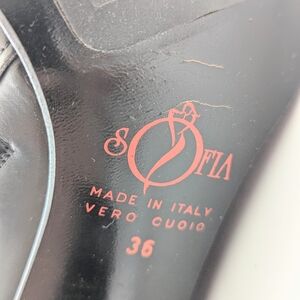 SOFIA
MADE IN ITALY
VERO CUOIO
36